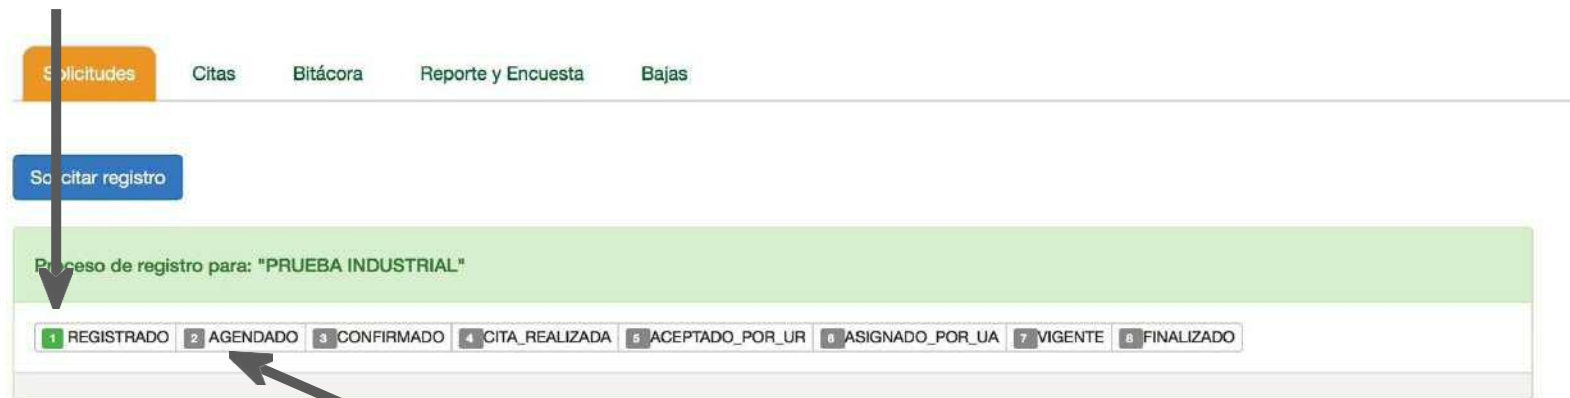 Solicitudes Citas Bitácora Reporte y Encuesta Bajas
Solicitar registro
Proceso de registro para: "PRUEBA INDUSTRIAL"
1 REGISTRADO 2 AGENDADO 3 CONFIRMADO 4 CITA_REALIZADA 5 ACEPTADO_POR_UR 6 ASIGNADO_POR_UA 7 VIGENTE 8 FINALIZADO